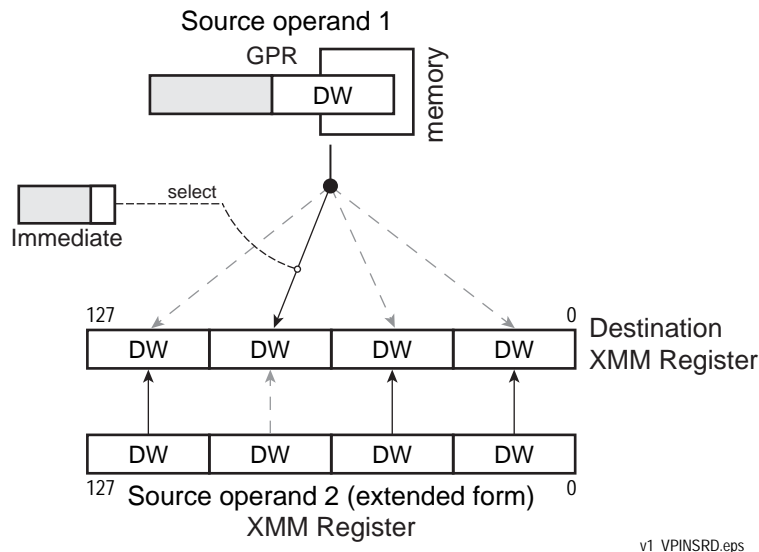 Source operand 1
GPR
DW
memory
select
Immediate
127
0
DW DW DW DW
Destination
XMM Register
DW DW DW DW
127
0
Source operand 2 (extended form)
XMM Register
v1_VPINSRD.eps